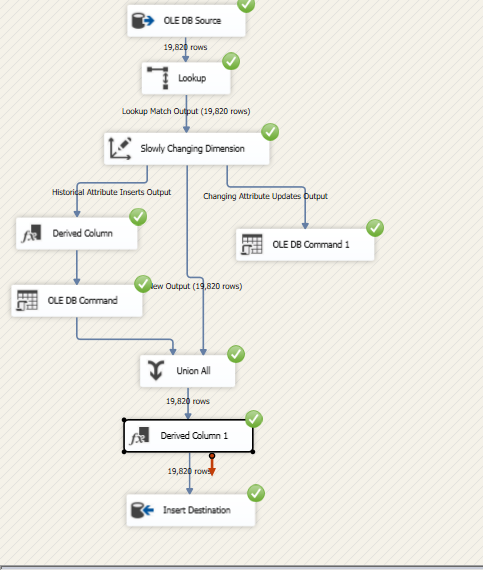 OLE DB Source
19,820 rows
Lookup
Lookup Match Output (19,820 rows)
Slowly Changing Dimension
Historical Attribute Inserts Output
Changing Attribute Updates Output
Derived Column
OLE DB Command 1
New Output (19,820 rows)
OLE DB Command
Union All
19,820 rows
Derived Column 1
19,820 rows
Insert Destination